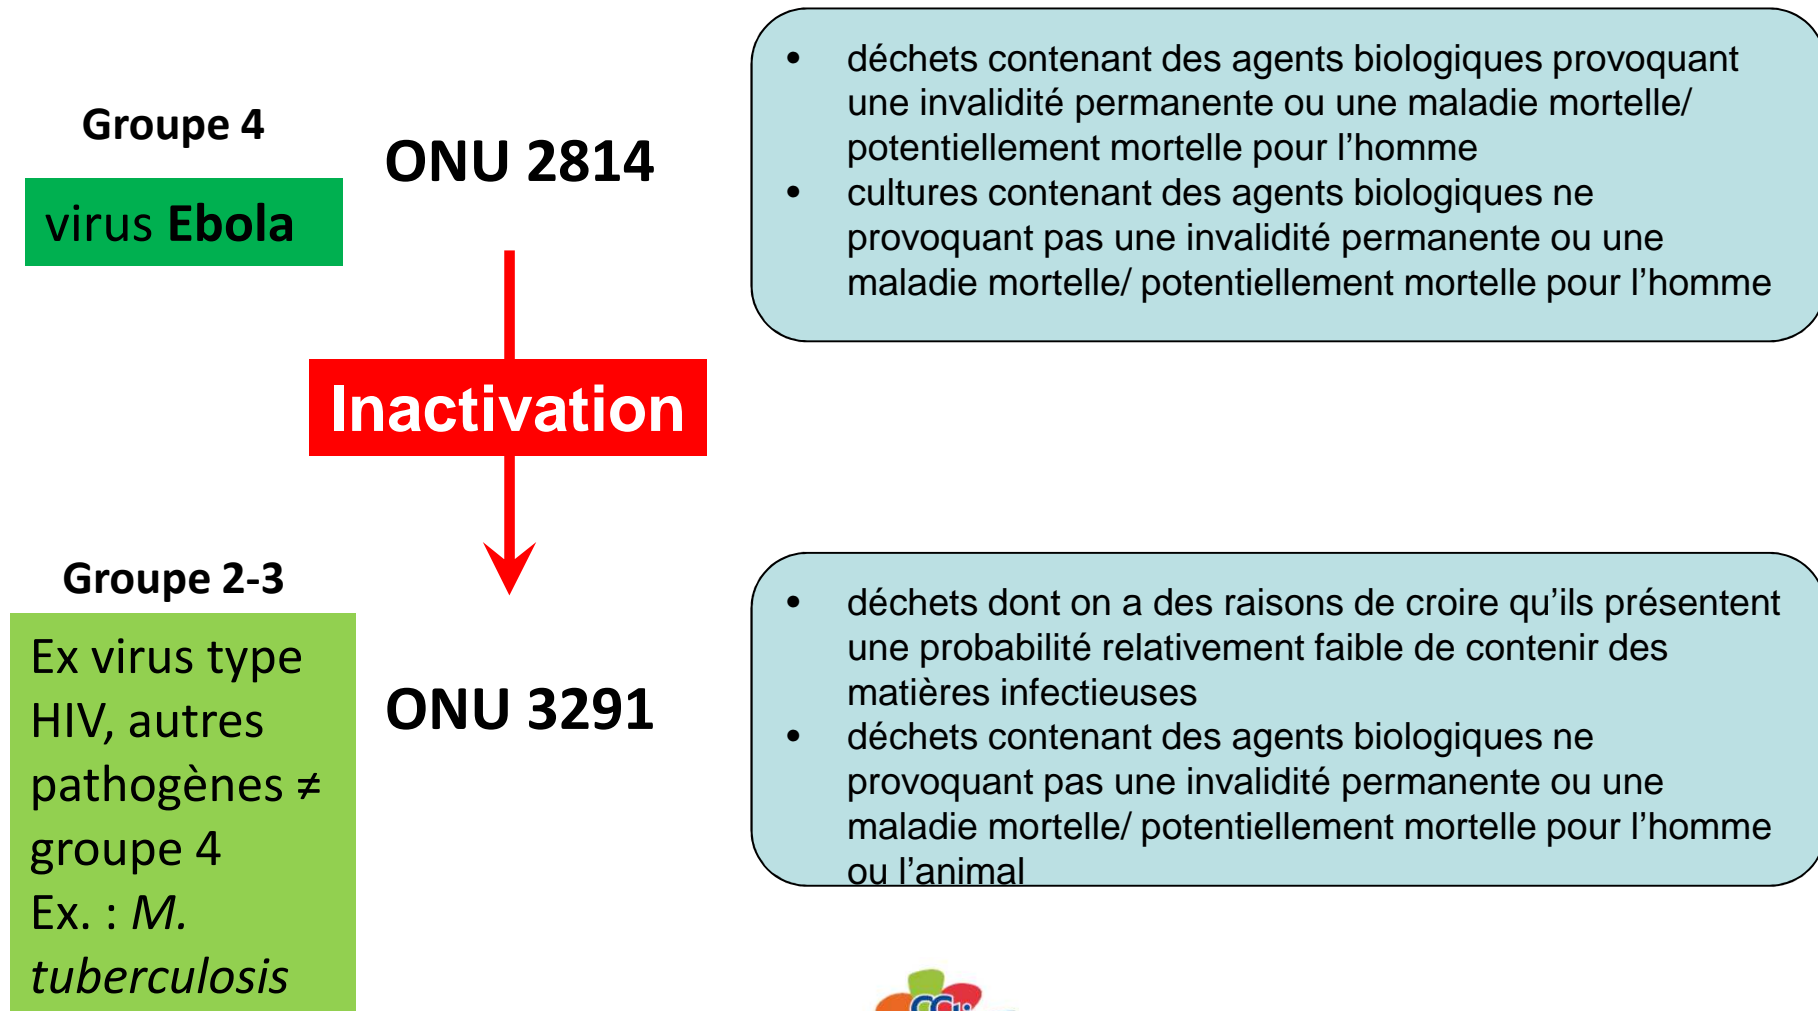 Groupe 4
virus Ebola
ONU 2814
• déchets contenant des agents biologiques provoquant
une invalidité permanente ou une maladie mortelle/
potentiellement mortelle pour l’homme
• cultures contenant des agents biologiques ne
provoquant pas une invalidité permanente ou une
maladie mortelle/ potentiellement mortelle pour l’homme
Inactivation
Groupe 2-3
Ex virus type
HIV, autres
pathogènes ≠
groupe 4
Ex. : M.
tuberculosis
ONU 3291
• déchets dont on a des raisons de croire qu’ils présentent
une probabilité relativement faible de contenir des
matières infectieuses
• déchets contenant des agents biologiques ne
provoquant pas une invalidité permanente ou une
maladie mortelle/ potentiellement mortelle pour l’homme
ou l’animal